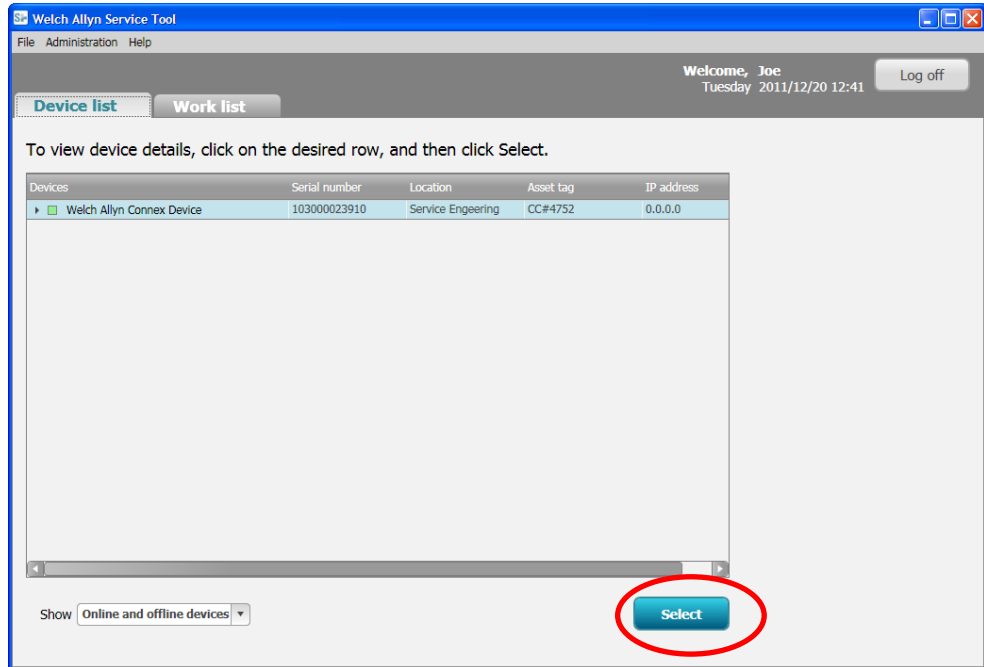 Welch Allyn Service Tool
File Administration Help
Welcome, Joe
Tuesday 2011/12/20 12:41
Log off
Device list
Work list
To view device details, click on the desired row, and then click Select.
Devices Serial number Location Asset tag IP address
Welch Allyn Connex Device 103000023910 Service Engeering CC#4752 0.0.0.0
Show Online and offline devices
Select